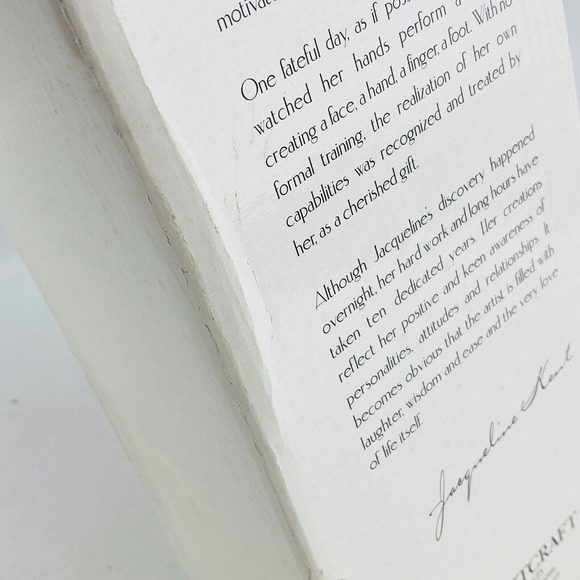 One fateful day, as if
watched her hands perform a
creating a face, a hand, a finger, a foot. With no
formal training, the realization of her own
capabilities was recognized and treated by
her, as a cherished gift.
Although Jacqueline's discovery happened
overnight, her hard work and long hours have
taken ten dedicated years. Her creations
reflect her positive and keen awareness of
personalities, attitudes and relationships. It
becomes obvious that the artist, is filled with
laughter, wisdom and ease and the very love
of life itself.
Jacqueline Kent